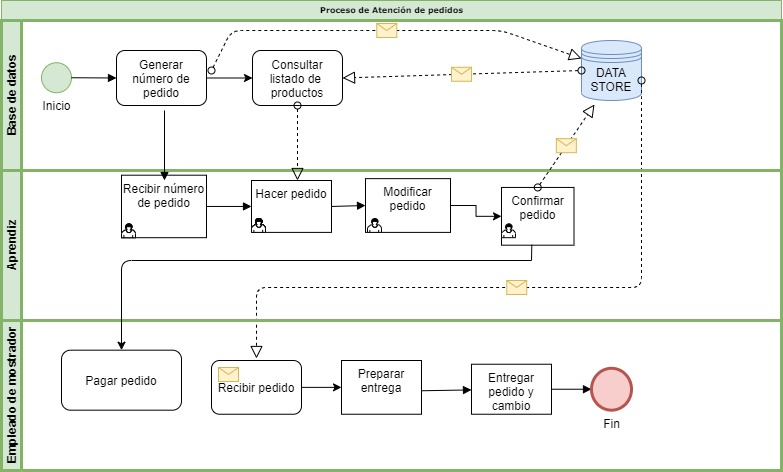 Proceso de Atención de pedidos
Base de datos
Inicio
Generar
número de
pedido
Consultar
listado de
productos
DATA
STORE
Aprendiz
Recibir número
de pedido
Hacer pedido
Modificar
pedido
Confirmar
pedido
Empleado de mostrador
Pagar pedido
Recibir pedido
Preparar
entrega
Entregar
pedido y
cambio
Fin